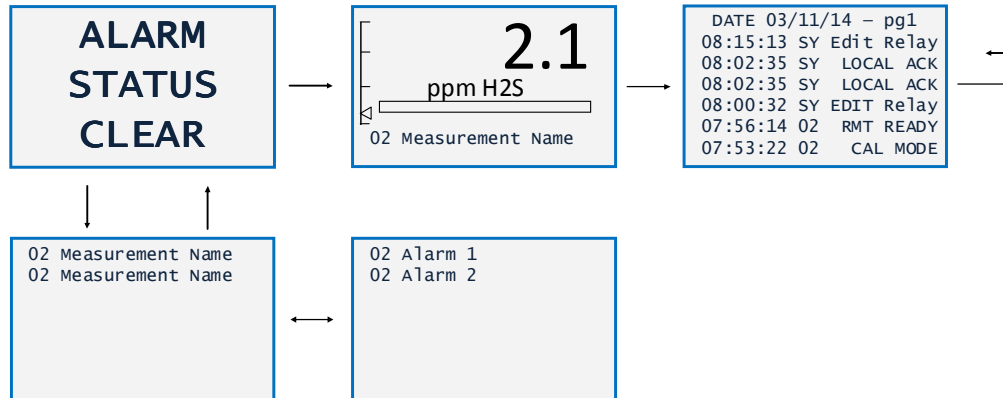 ALARM
STATUS
CLEAR
2.1
ppm H2S
02 Measurement Name
DATE 03/11/14 – pg1
08:15:13 SY Edit Relay
08:02:35 SY LOCAL ACK
08:02:35 SY LOCAL ACK
08:00:32 SY EDIT Relay
07:56:14 02 RMT READY
07:53:22 02 CAL MODE
02 Measurement Name
02 Measurement Name
02 Alarm 1
02 Alarm 2